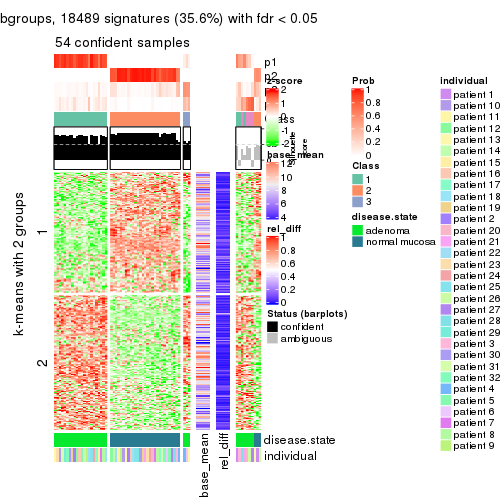 bgroups, 18489 signatures (35.6%) with fdr < 0.05
54 confident samples
p1
p2
z-score
2
1
0
-1
-2
base_mean
12
10
8
6
4
rel_diff
1
0.8
0.6
0.4
0.2
0
Status (barplots)
confident
ambiguous
Prob
1
0.8
0.6
0.4
0.2
0
Class
1
2
3
disease.state
adenoma
normal mucosa
individual
patient 1
patient 10
patient 11
patient 12
patient 13
patient 14
patient 15
patient 16
patient 17
patient 18
patient 19
patient 2
patient 20
patient 21
patient 22
patient 23
patient 24
patient 25
patient 26
patient 27
patient 28
patient 29
patient 3
patient 30
patient 31
patient 32
patient 4
patient 5
patient 6
patient 7
patient 8
patient 9
k-means with 2 groups
1
2
disease.state
individual
base_mean
rel_diff